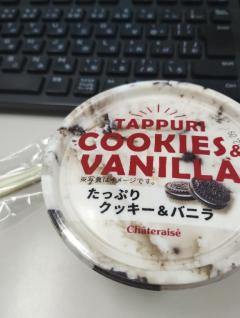 TAPPURI
COOKIES &
VANILLA
※写真はイメージです。
たっぷり
クッキー＆バニラ
Châteraisé